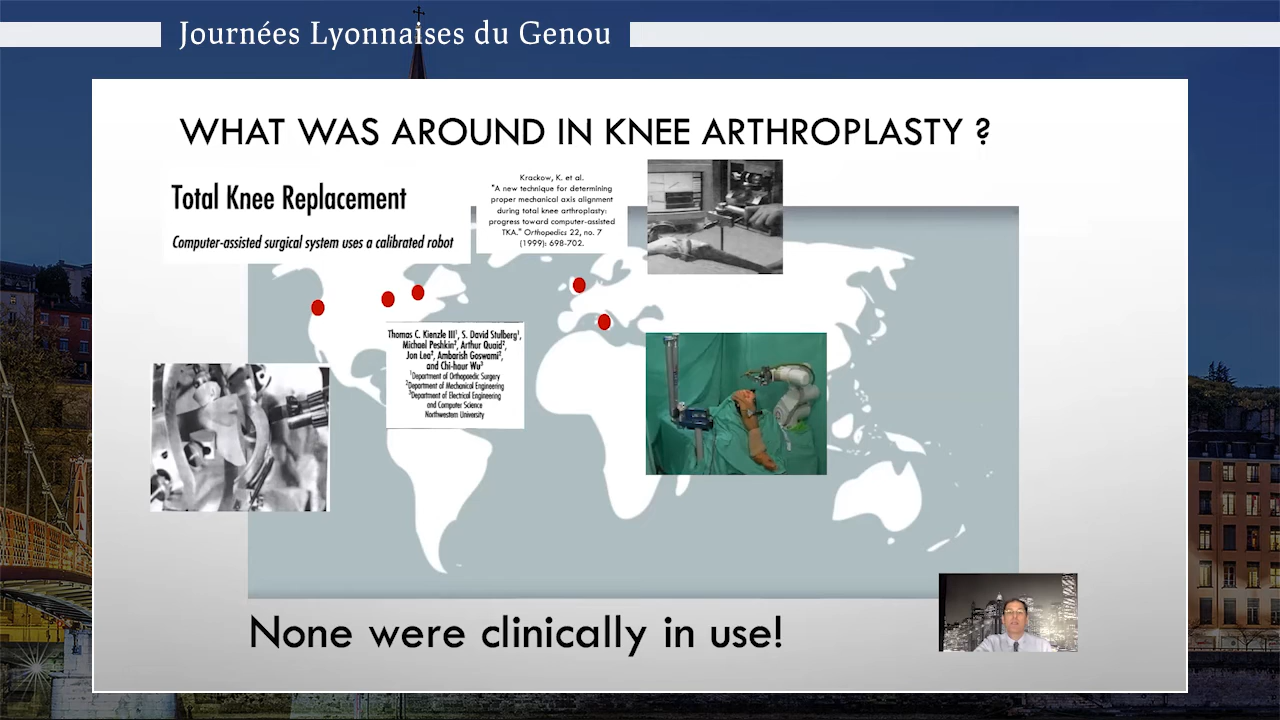 Journées Lyonnaises du Genou
WHAT WAS AROUND IN KNEE ARTHROPLASTY ?
Total Knee Replacement
Computer-assisted surgical system uses a calibrated robot
Krackow, K. et al.
"A new technique for determining
proper mechanical axis alignment
during total knee arthroplasty:
progress toward computer-assisted
TKA." Orthopedics 22, no. 7
(1999): 698-702.
Thomas C. Kienzle III¹, S. David Stulberg¹,
Michael Peshkin², Arthur Quaid²,
Jon Lea², Ambarish Goswami²,
and Chi-haur Wu³
¹Department of Orthopaedic Surgery
²Department of Mechanical Engineering
³Department of Electrical Engineering
and Computer Science
Northwestern University
None were clinically in use!